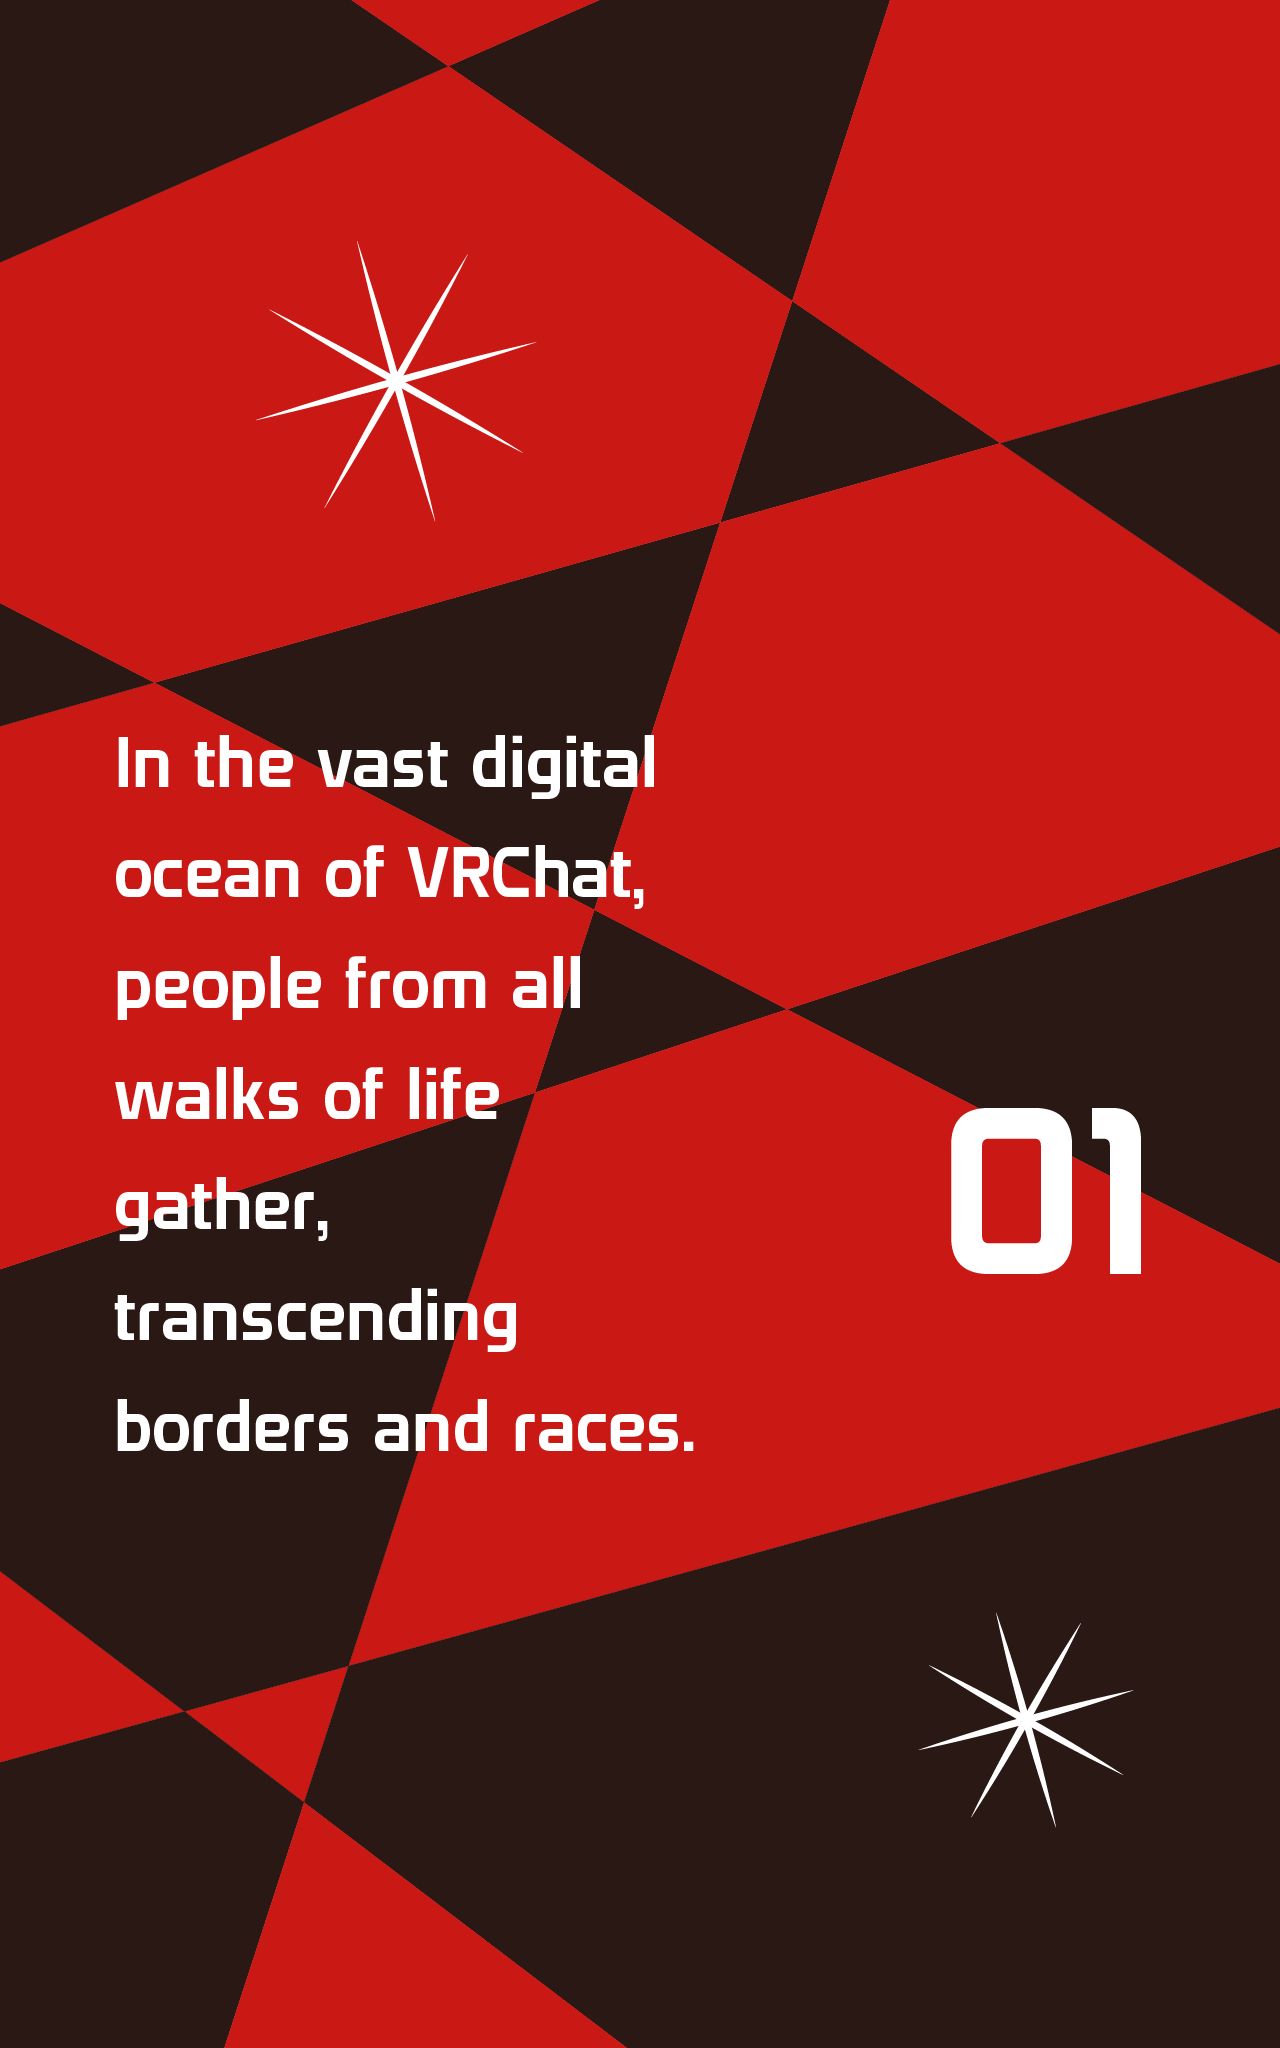 In the vast digital
ocean of VRChat,
people from all
walks of life
gather,
transcending
borders and races.
01